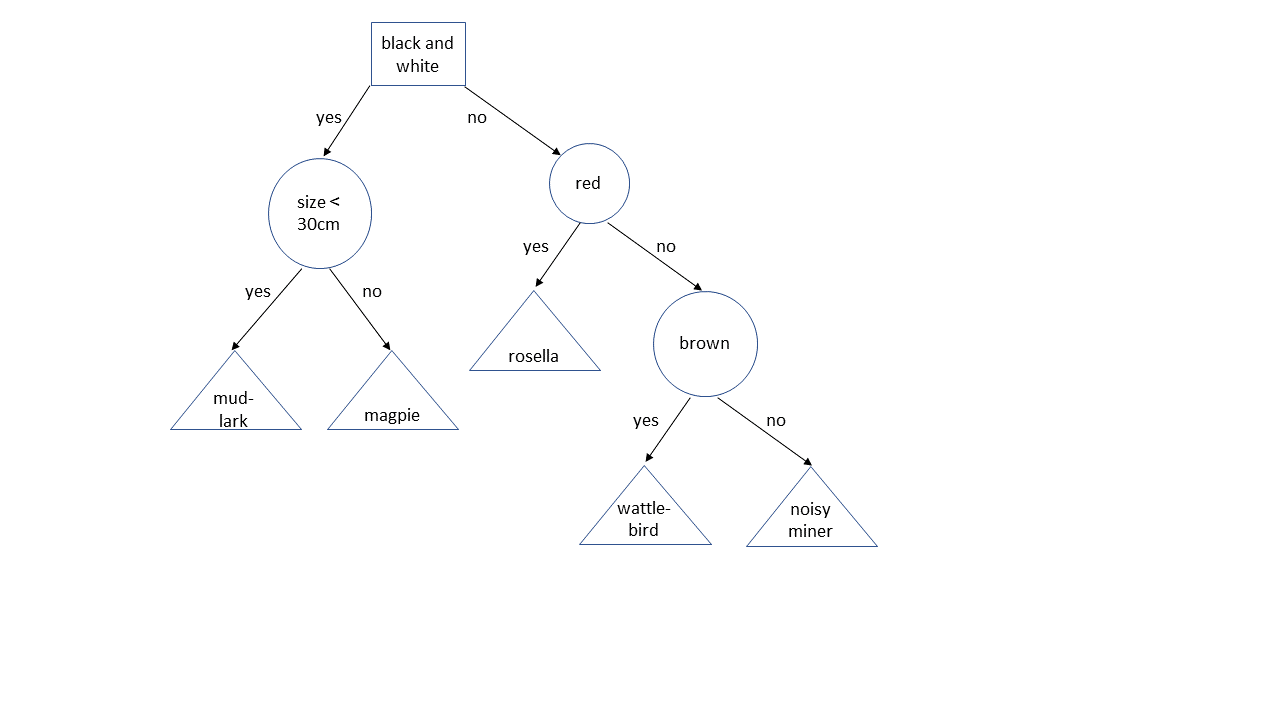 black and
white
yes
no
size <
30cm
red
yes
no
yes
no
mud-
lark
magpie
rosella
brown
yes
no
wattle-
bird
noisy
miner